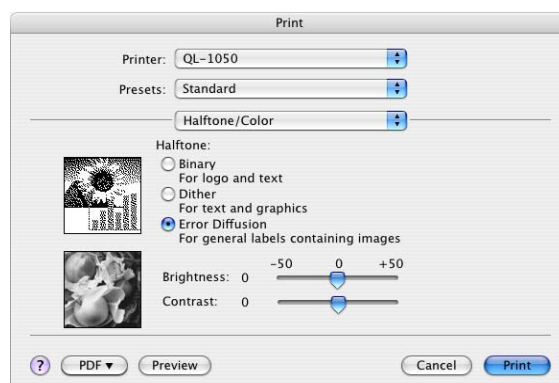 Print
Printer: QL-1050
Presets: Standard
Halftone/Color
Halftone:
Binary
For logo and text
Dither
For text and graphics
Error Diffusion
For general labels containing images
-50 0 +50
Brightness: 0
Contrast: 0
? PDF ▼ Preview Cancel Print